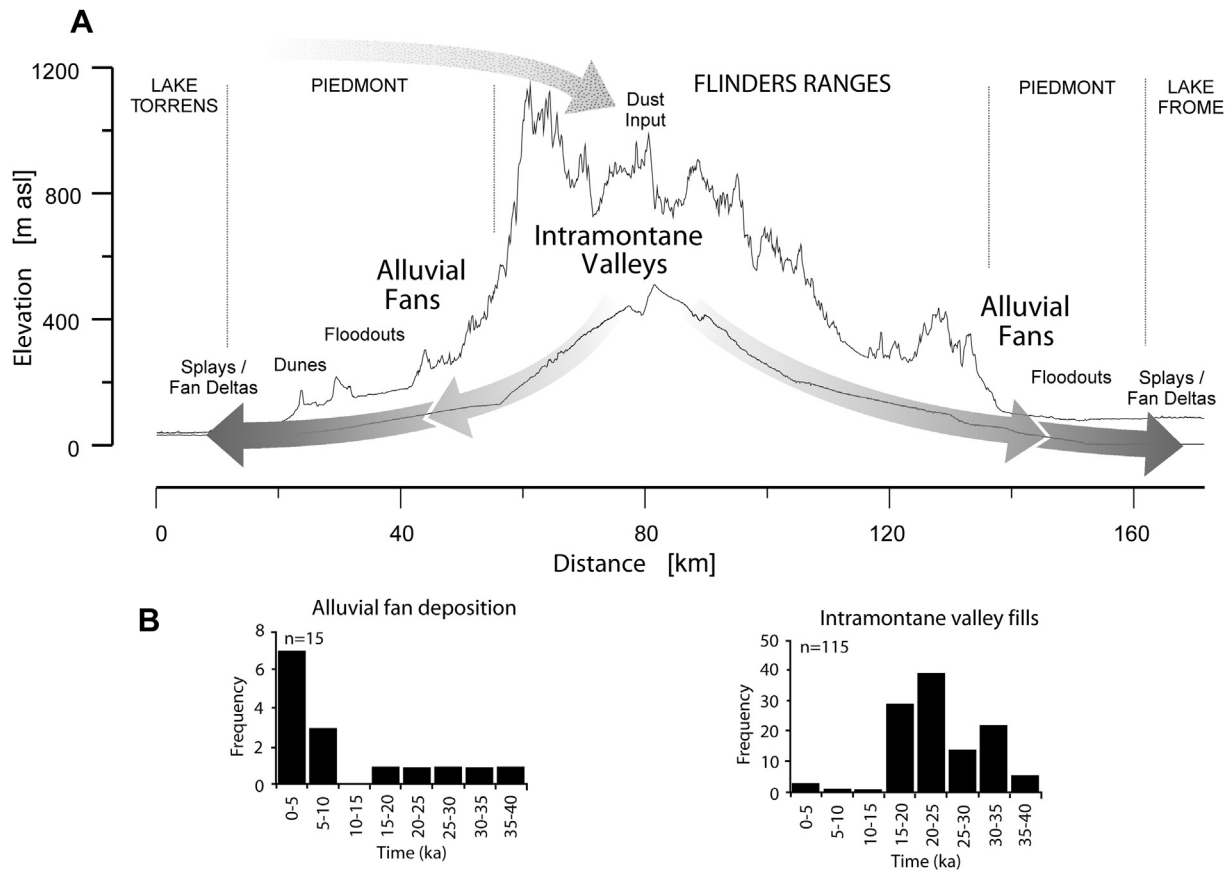 A
1200
800
400
0
Elevation [m asl]
LAKE
TORRENS
PIEDMONT
Dust
Input
FLINDERS RANGES
PIEDMONT
LAKE
FROME
Intramontane
Valleys
Alluvial
Fans
Alluvial
Fans
Floodouts
Dunes
Splays /
Fan Deltas
Floodouts
Splays /
Fan Deltas
0 40 80 120 160
Distance [km]
B
Alluvial fan deposition
n=15
8
6
4
2
0
Frequency
0-5
5-10
10-15
15-20
20-25
25-30
30-35
35-40
Time (ka)
Intramontane valley fills
n=115
50
40
30
20
10
0
Frequency
0-5
5-10
10-15
15-20
20-25
25-30
30-35
35-40
Time (ka)